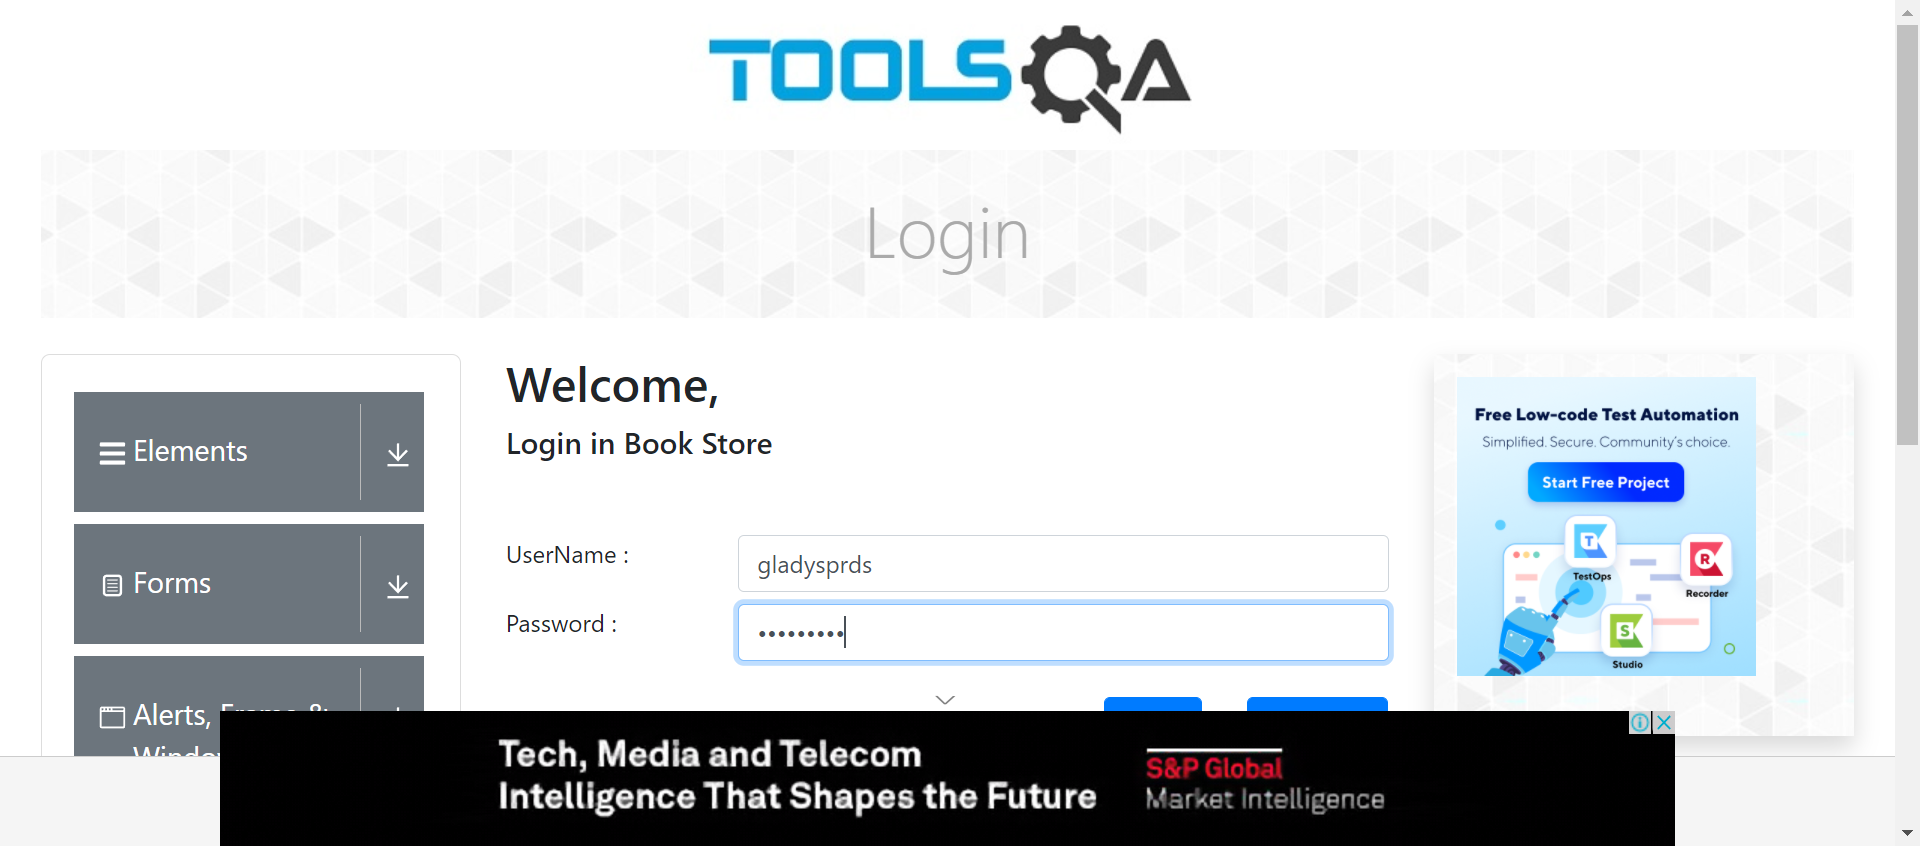 TOOLSQA
Login
Elements
Forms
Alerts,
Welcome,
Login in Book Store
UserName :
gladysprds
Password :
•••••••••
Free Low-code Test Automation
Simplified. Secure. Community's choice.
Start Free Project
TestOps
Recorder
Studio
Tech, Media and Telecom
Intelligence That Shapes the Future
S&P Global
Market Intelligence